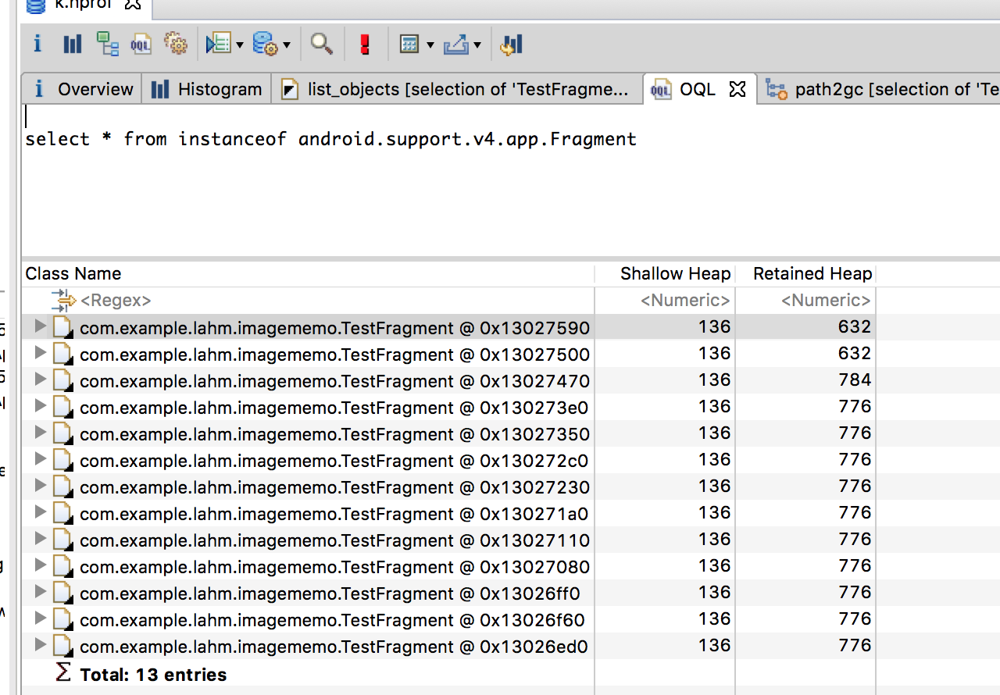 k.hprof
i OQL !
i Overview Histogram list_objects [selection of 'TestFragme... OQL OQL path2gc [selection of 'Te
select * from instanceof android.support.v4.app.Fragment
Class Name Shallow Heap Retained Heap
<Regex> <Numeric> <Numeric>
com.example.lahm.imagememo.TestFragment @ 0x13027590 136 632
com.example.lahm.imagememo.TestFragment @ 0x13027500 136 632
com.example.lahm.imagememo.TestFragment @ 0x13027470 136 784
com.example.lahm.imagememo.TestFragment @ 0x130273e0 136 776
com.example.lahm.imagememo.TestFragment @ 0x13027350 136 776
com.example.lahm.imagememo.TestFragment @ 0x130272c0 136 776
com.example.lahm.imagememo.TestFragment @ 0x13027230 136 776
com.example.lahm.imagememo.TestFragment @ 0x130271a0 136 776
com.example.lahm.imagememo.TestFragment @ 0x13027110 136 776
com.example.lahm.imagememo.TestFragment @ 0x13027080 136 776
com.example.lahm.imagememo.TestFragment @ 0x13026ff0 136 776
com.example.lahm.imagememo.TestFragment @ 0x13026f60 136 776
com.example.lahm.imagememo.TestFragment @ 0x13026ed0 136 776
Σ Total: 13 entries